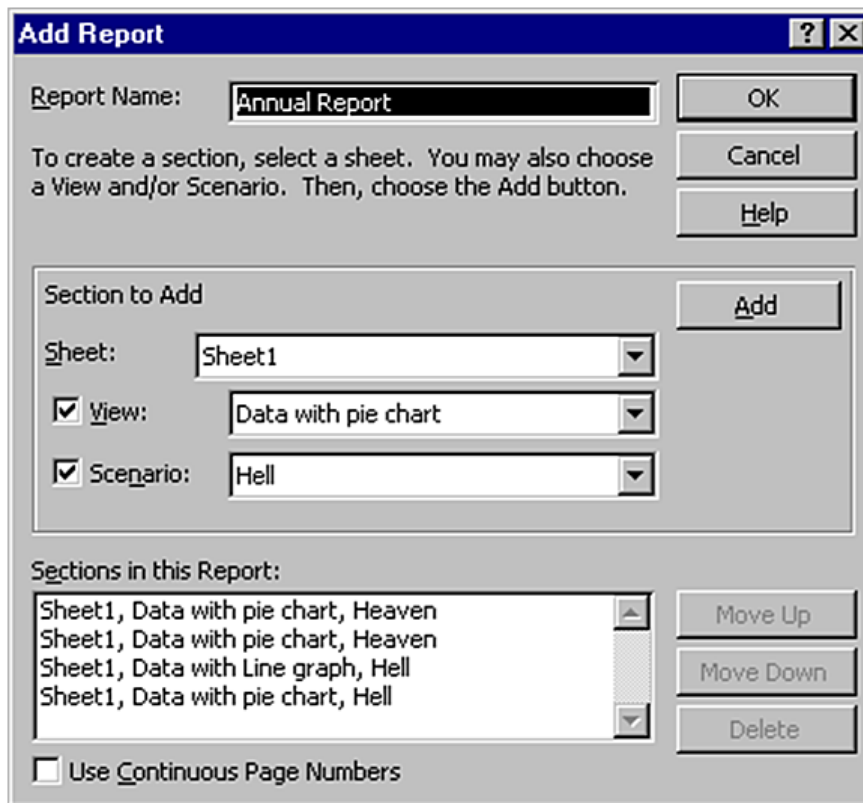 Add Report
Report Name: Annual Report
OK
To create a section, select a sheet. You may also choose
a View and/or Scenario. Then, choose the Add button.
Cancel
Help
Section to Add
Add
Sheet: Sheet1
View: Data with pie chart
Scenario: Hell
Sections in this Report:
Sheet1, Data with pie chart, Heaven
Sheet1, Data with pie chart, Heaven
Sheet1, Data with Line graph, Hell
Sheet1, Data with pie chart, Hell
Move Up
Move Down
Delete
Use Continuous Page Numbers